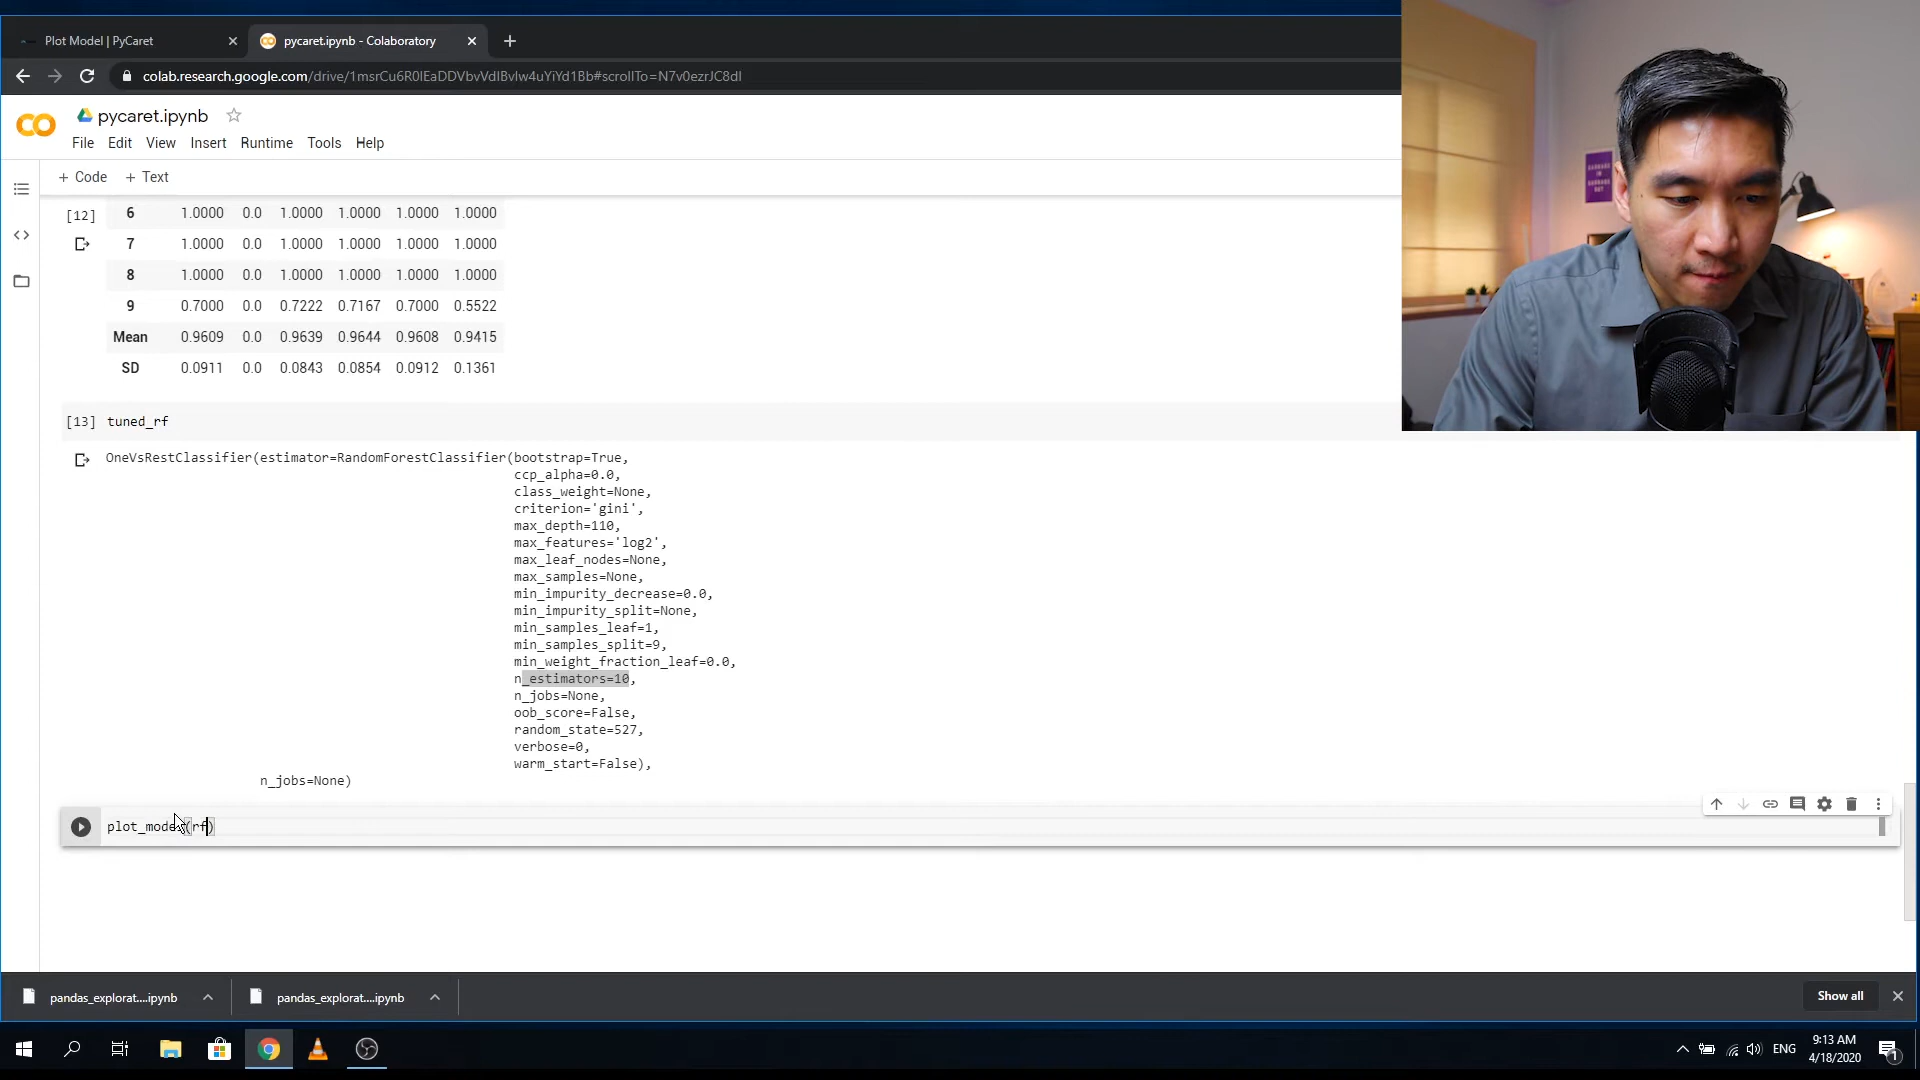 Plot Model | PyCaret
pycaret.ipynb - Colaboratory
colab.research.google.com/drive/1msrCu6R0IEaDDVbvVdIBvlw4uYiYd1Bb#scrollTo=N7v0ezrJC8dI
pycaret.ipynb
File Edit View Insert Runtime Tools Help
+ Code + Text
[12] 6 1.0000 0.0 1.0000 1.0000 1.0000 1.0000
7 1.0000 0.0 1.0000 1.0000 1.0000 1.0000
8 1.0000 0.0 1.0000 1.0000 1.0000 1.0000
9 0.7000 0.0 0.7222 0.7167 0.7000 0.5522
Mean 0.9609 0.0 0.9639 0.9644 0.9608 0.9415
SD 0.0911 0.0 0.0843 0.0854 0.0912 0.1361
[13] tuned_rf
OneVsRestClassifier(estimator=RandomForestClassifier(bootstrap=True,
ccp_alpha=0.0,
class_weight=None,
criterion='gini',
max_depth=110,
max_features='log2',
max_leaf_nodes=None,
max_samples=None,
min_impurity_decrease=0.0,
min_impurity_split=None,
min_samples_leaf=1,
min_samples_split=9,
min_weight_fraction_leaf=0.0,
n_estimators=10,
n_jobs=None,
oob_score=False,
random_state=527,
verbose=0,
warm_start=False),
n_jobs=None)
plot_model(rf)
pandas_explorat....ipynb
pandas_explorat....ipynb
Show all
ENG
9:13 AM
4/18/2020
1